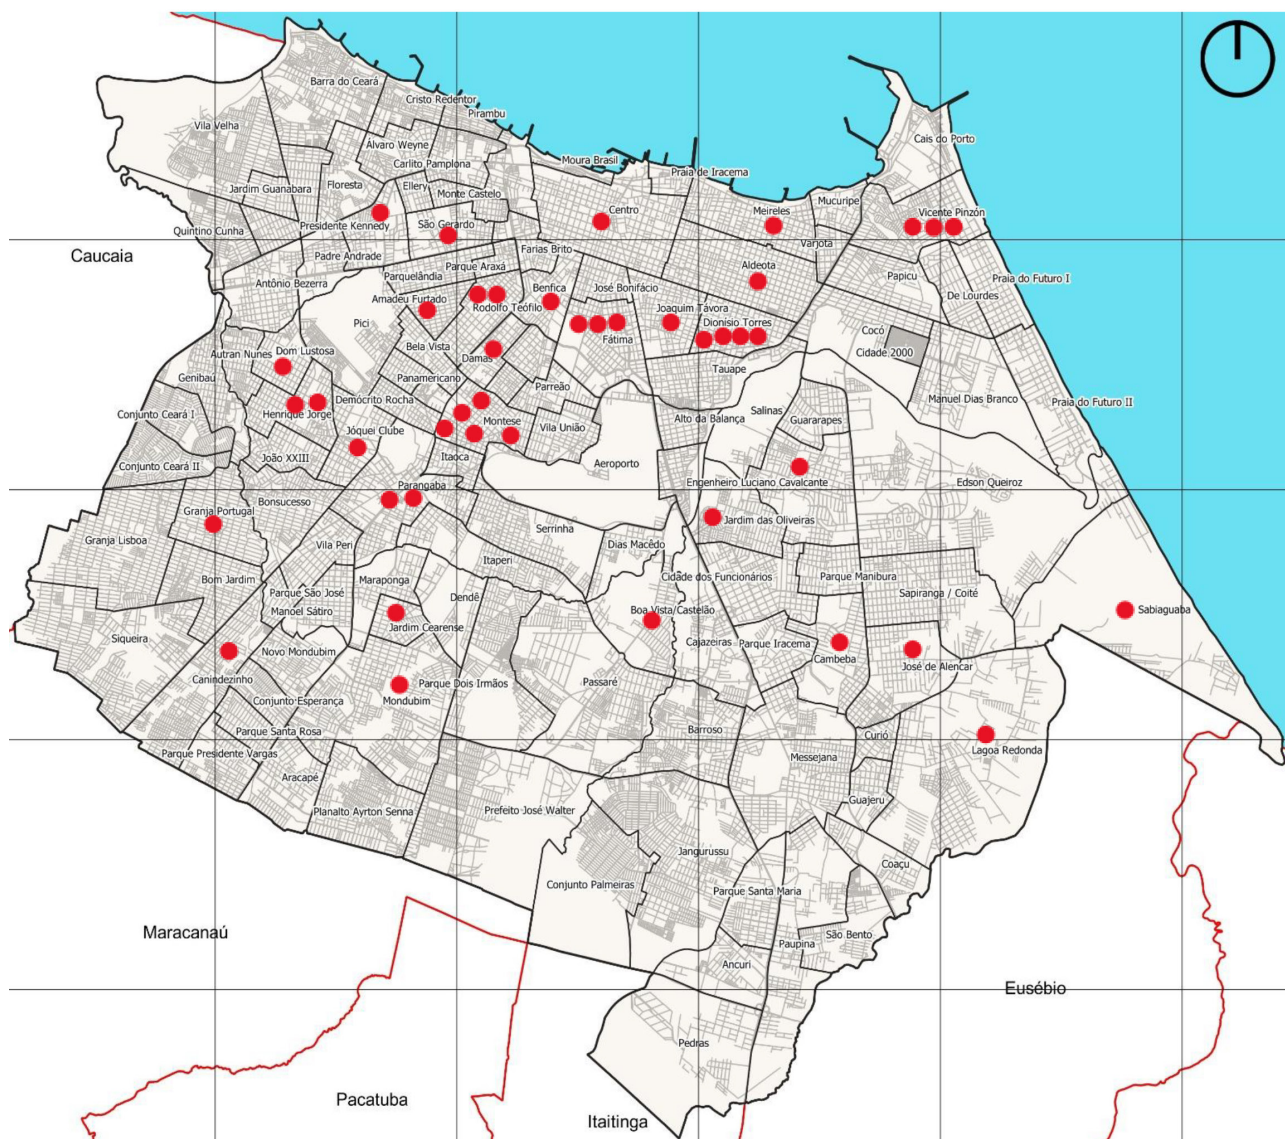 Barra do Ceará
Cristo Redentor
Pirambu
Vila Velha
Cais do Porto
Álvaro Weyne
Carlito Pamplona
Moura Brasil
Praia de Iracema
Jardim Guanabara
Floresta
Ellery
Monte Castelo
Mucuripe
Centro
Meireles
Vicente Pinzón
Quintino Cunha
Presidente Kennedy
São Gerardo
Farias Brito
Varjota
Caucaia
Padre Andrade
Parque Araxá
Aldeota
Parquelândia
Papicu
Praia do Futuro I
Antônio Bezerra
Benfica
José Bonifácio
De Lourdes
Amadeu Furtado
Rodolfo Teófilo
Joaquim Távora
Pici
Dionísio Torres
Cocó
Fátima
Bela Vista
Cidade 2000
Autran Nunes
Dom Lustosa
Damas
Tauape
Genibaú
Panamericano
Parreão
Demócrito Rocha
Manuel Dias Branco
Praia do Futuro II
Conjunto Ceará I
Henrique Jorge
Salinas
Alto da Balança
Guararapes
Montese
Vila União
Jóquei Clube
João XXIII
Itaoca
Aeroporto
Conjunto Ceará II
Engenheiro Luciano Cavalcante
Edson Queiroz
Parangaba
Bonsucesso
Granja Portugal
Jardim das Oliveiras
Serrinha
Granja Lisboa
Vila Peri
Dias Macêdo
Itaperi
Bom Jardim
Maraponga
Cidade dos Funcionários
Parque Manibura
Parque São José
Dendê
Sapiranga / Coité
Manoel Sátiro
Boa Vista/Castelão
Sabiaguaba
Jardim Cearense
Siqueira
Cajazeiras
Parque Iracema
Novo Mondubim
Cambeba
José de Alencar
Canindezinho
Parque Dois Irmãos
Passaré
Conjunto Esperança
Mondubim
Parque Santa Rosa
Barroso
Curió
Parque Presidente Vargas
Lagoa Redonda
Messejana
Aracapé
Guajeru
Planalto Ayrton Senna
Prefeito José Walter
Jangurussu
Coaçu
Conjunto Palmeiras
Parque Santa Maria
Maracanaú
São Bento
Paupina
Ancuri
Eusébio
Pedras
Pacatuba
Itaitinga